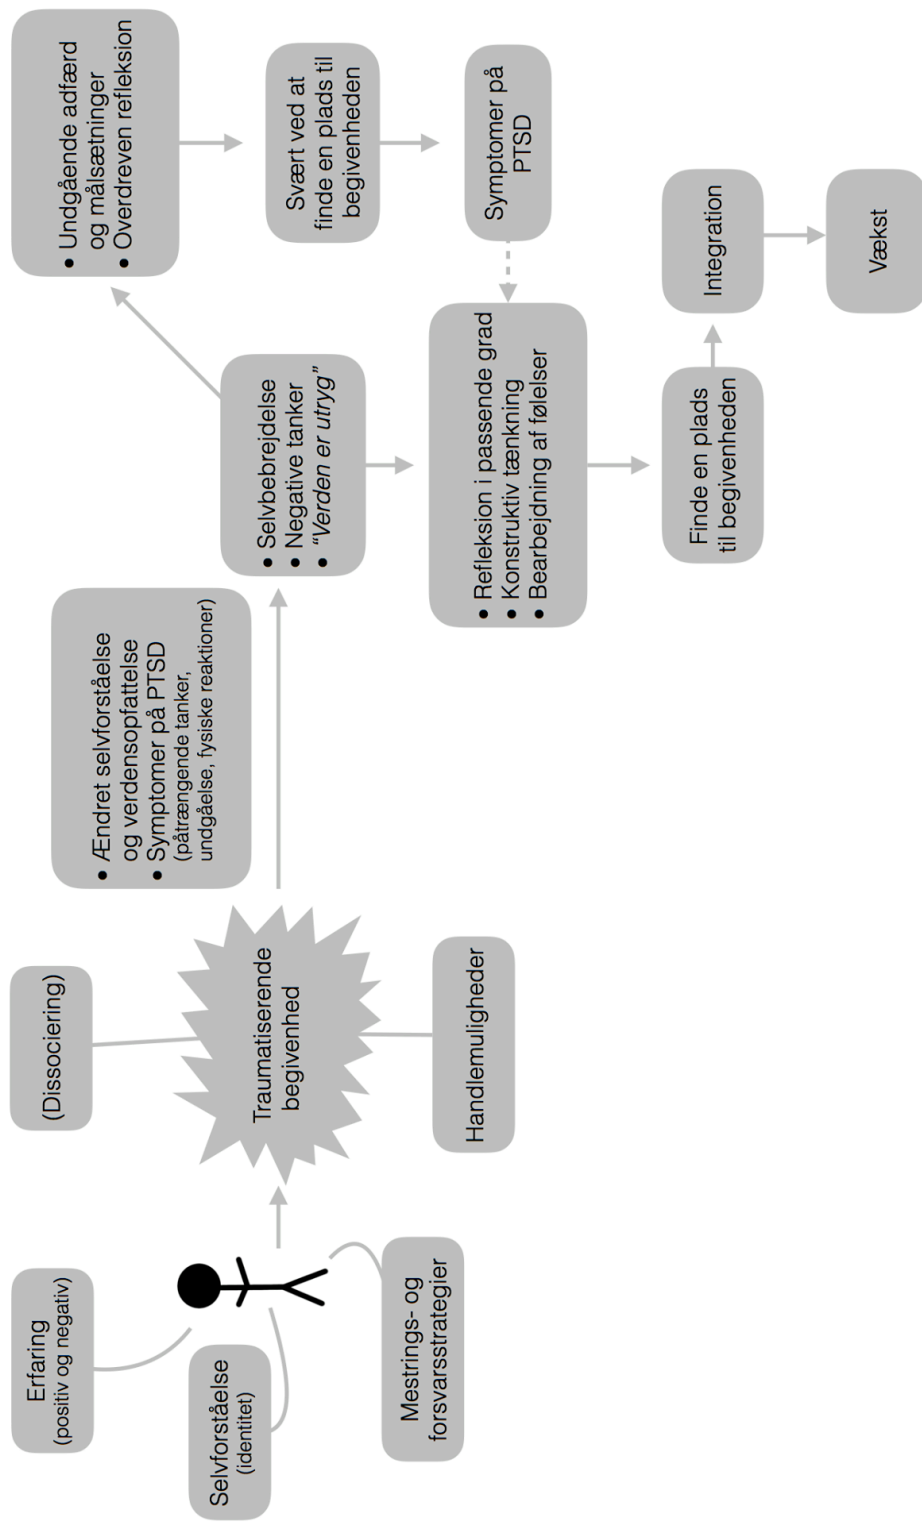 Erfaring
(positiv og negativ)
Selvforståelse
(identitet)
Mestrings- og
forsvarsstrategier
(Dissociering)
Traumatiserende
begivenhed
Handlemuligheder
• Ændret selvforståelse
og verdensopfattelse
• Symptomer på PTSD
(påtrængende tanker,
undgåelse, fysiske reaktioner)
• Selvbebrejdelse
• Negative tanker
• “Verden er utryg”
• Undgående adfærd
og målsætninger
• Overdreven refleksion
Svært ved at
finde en plads til
begivenheden
Symptomer på
PTSD
• Refleksion i passende grad
• Konstruktiv tænkning
• Bearbejdning af følelser
Finde en plads
til begivenheden
Integration
Vækst